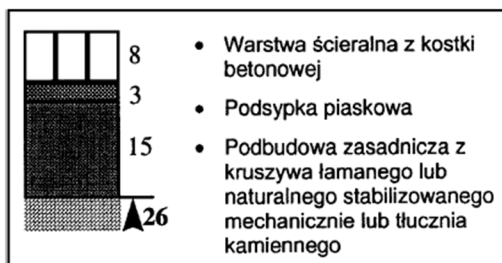 8
3
15
26
• Warstwa ścieralna z kostki
betonowej
• Podsypka piaskowa
• Podbudowa zasadnicza z
kruszywa łamanego lub
naturalnego stabilizowanego
mechanicznie lub tłucznia
kamiennego